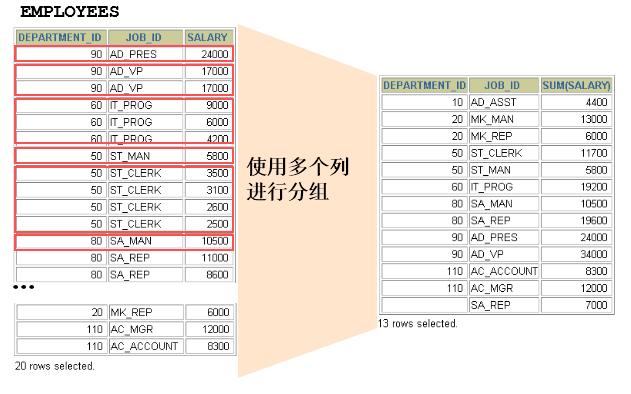 EMPLOYEES
DEPARTMENT_ID JOB_ID SALARY
90 AD_PRES 24000
90 AD_VP 17000
90 AD_VP 17000
60 IT_PROG 9000
60 IT_PROG 6000
60 IT_PROG 4200
50 ST_MAN 5800
50 ST_CLERK 3500
50 ST_CLERK 3100
50 ST_CLERK 2600
50 ST_CLERK 2500
80 SA_MAN 10500
80 SA_REP 11000
80 SA_REP 8600
•••
20 MK_REP 6000
110 AC_MGR 12000
110 AC_ACCOUNT 8300
20 rows selected.
使用多个列
进行分组
DEPARTMENT_ID JOB_ID SUM(SALARY)
10 AD_ASST 4400
20 MK_MAN 13000
20 MK_REP 6000
50 ST_CLERK 11700
50 ST_MAN 5800
60 IT_PROG 19200
80 SA_MAN 10500
80 SA_REP 19600
90 AD_PRES 24000
90 AD_VP 34000
110 AC_ACCOUNT 8300
110 AC_MGR 12000
SA_REP 7000
13 rows selected.